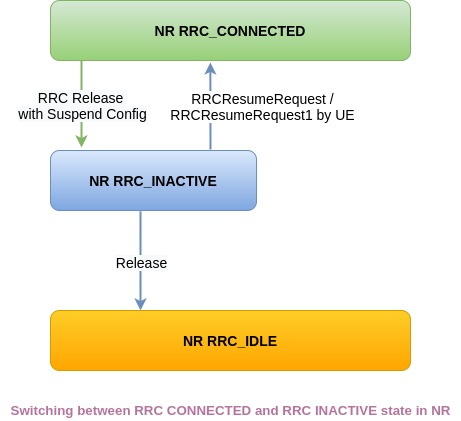 NR RRC_CONNECTED
RRC Release
with Suspend Config
RRCResumeRequest /
RRCResumeRequest1 by UE
NR RRC_INACTIVE
Release
NR RRC_IDLE
Switching between RRC CONNECTED and RRC INACTIVE state in NR